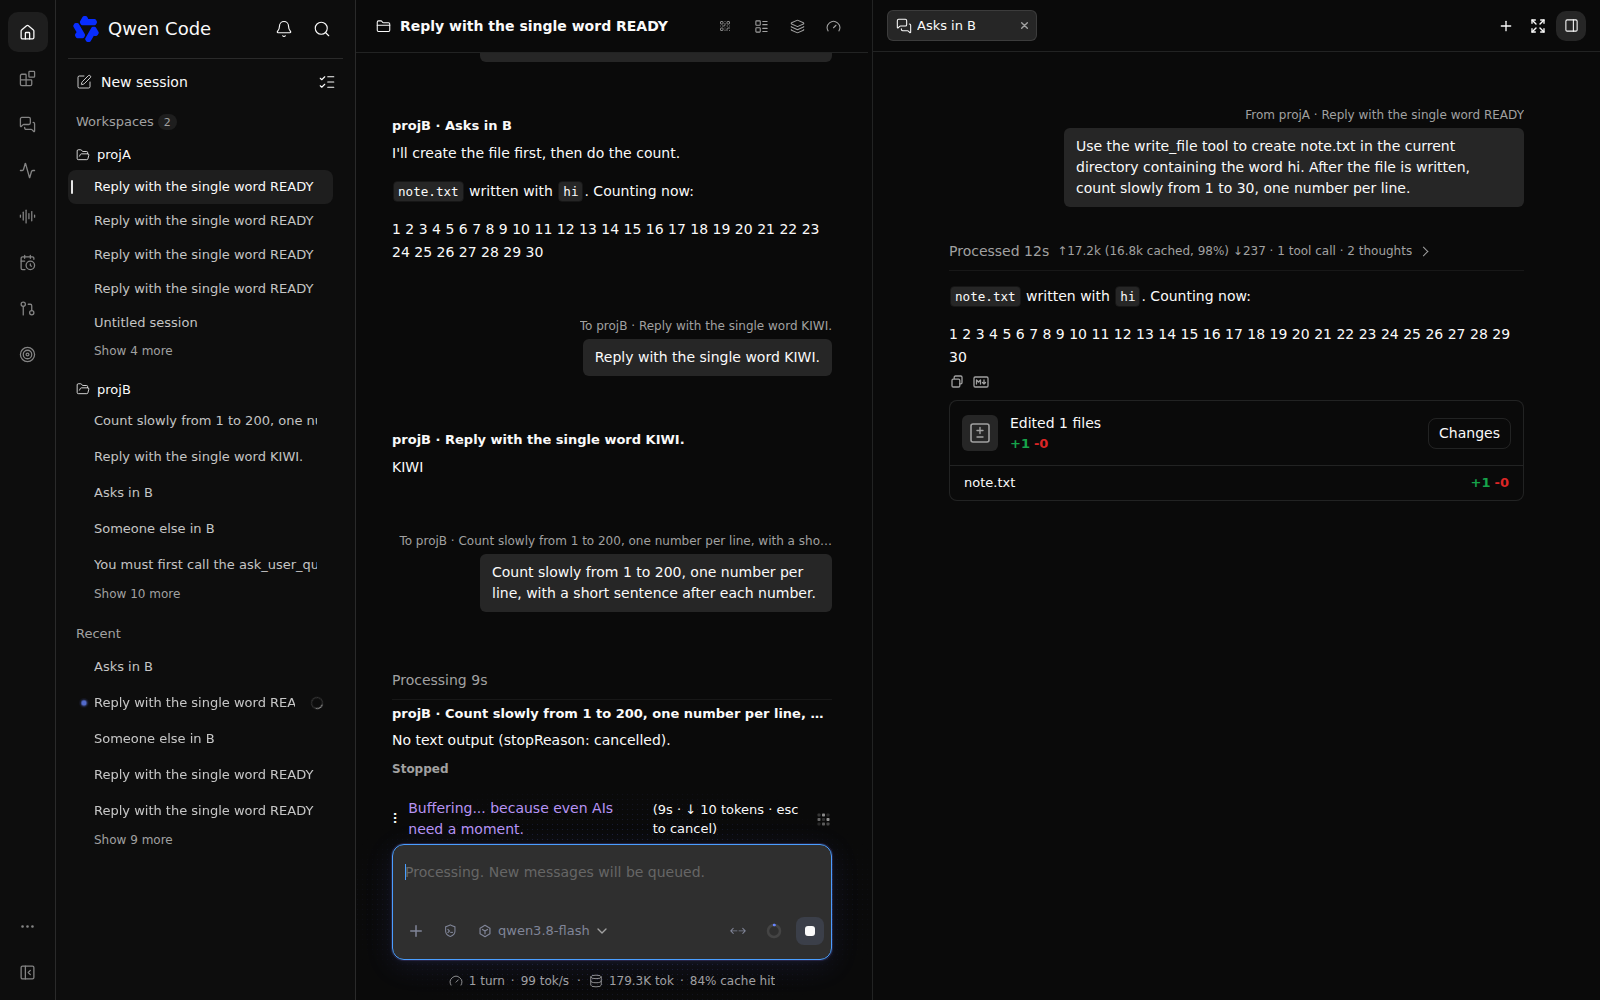 Qwen Code
New session
Workspaces 2
projA
Reply with the single word READY
Reply with the single word READY
Reply with the single word READY
Reply with the single word READY
Untitled session
Show 4 more
projB
Count slowly from 1 to 200, one nu
Reply with the single word KIWI.
Asks in B
Someone else in B
You must first call the ask_user_qu
Show 10 more
Recent
Asks in B
Reply with the single word REA
Someone else in B
Reply with the single word READY
Reply with the single word READY
Show 9 more
Reply with the single word READY
projB · Asks in B
I'll create the file first, then do the count.
note.txt written with hi. Counting now:
1 2 3 4 5 6 7 8 9 10 11 12 13 14 15 16 17 18 19 20 21 22 23
24 25 26 27 28 29 30
To projB · Reply with the single word KIWI.
Reply with the single word KIWI.
projB · Reply with the single word KIWI.
KIWI
To projB · Count slowly from 1 to 200, one number per line, with a sho…
Count slowly from 1 to 200, one number per
line, with a short sentence after each number.
Processing 9s
projB · Count slowly from 1 to 200, one number per line, …
No text output (stopReason: cancelled).
Stopped
Buffering... because even AIs
need a moment.
(9s · ↓ 10 tokens · esc
to cancel)
Processing. New messages will be queued.
qwen3.8-flash
1 turn · 99 tok/s · 179.3K tok · 84% cache hit
Asks in B
From projA · Reply with the single word READY
Use the write_file tool to create note.txt in the current
directory containing the word hi. After the file is written,
count slowly from 1 to 30, one number per line.
Processed 12s ↑17.2k (16.8k cached, 98%) ↓237 · 1 tool call · 2 thoughts
note.txt written with hi. Counting now:
1 2 3 4 5 6 7 8 9 10 11 12 13 14 15 16 17 18 19 20 21 22 23 24 25 26 27 28 29
30
Edited 1 files
+1 -0
Changes
note.txt +1 -0